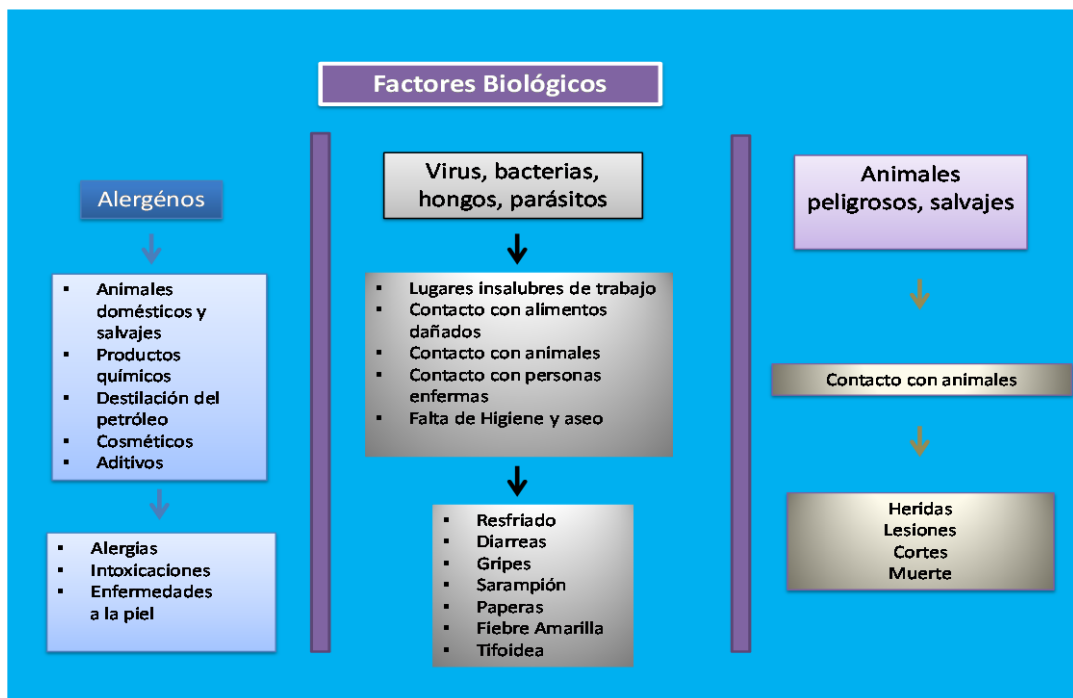 Factores Biológicos
Alergénos
▪ Animales
domésticos y
salvajes
▪ Productos
químicos
▪ Destilación del
petróleo
▪ Cosméticos
▪ Aditivos
▪ Alergias
▪ Intoxicaciones
▪ Enfermedades
a la piel
Virus, bacterias,
hongos, parásitos
▪ Lugares insalubres de trabajo
▪ Contacto con alimentos
dañados
▪ Contacto con animales
▪ Contacto con personas
enfermas
▪ Falta de Higiene y aseo
▪ Resfriado
▪ Diarreas
▪ Gripes
▪ Sarampión
▪ Paperas
▪ Fiebre Amarilla
▪ Tifoidea
Animales
peligrosos, salvajes
Contacto con animales
Heridas
Lesiones
Cortes
Muerte